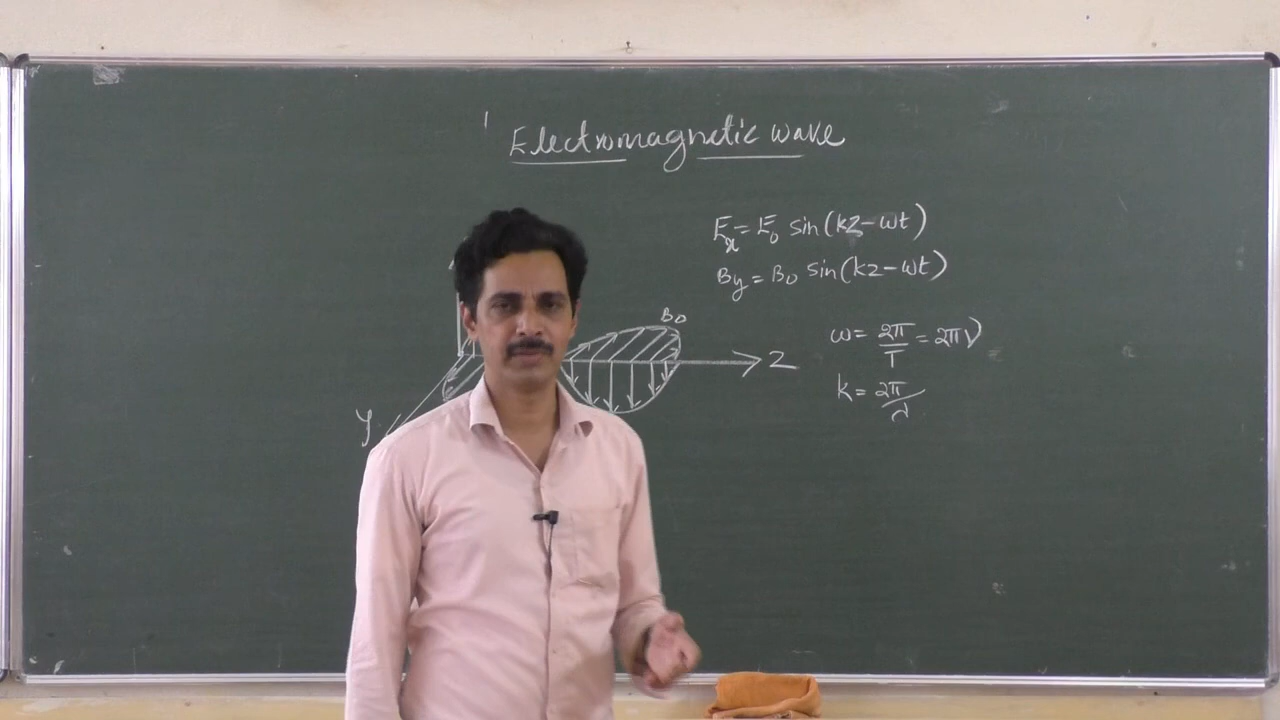 Electromagnetic wave
Ex = E0 sin(kz-ωt)
By = B0 sin(kz-ωt)
B0
Z
y
ω = 2π/T = 2πν
k = 2π/λ